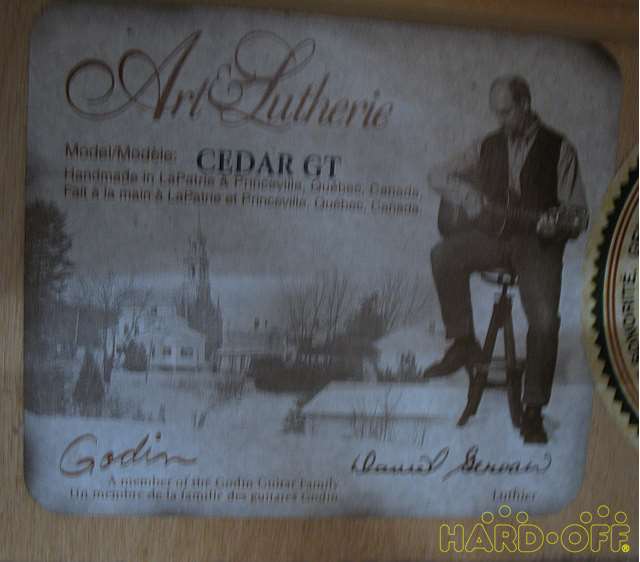 Art & Lutherie
Model/Modèle: CEDAR GT
Handmade in LaPatrie & Princeville, Québec, Canada.
Fait à la main à LaPatrie et Princeville, Québec, Canada.
Godin
A member of the Godin Guitar Family
Un membre de la famille des guitares Godin
Luthier
HARD·OFF®